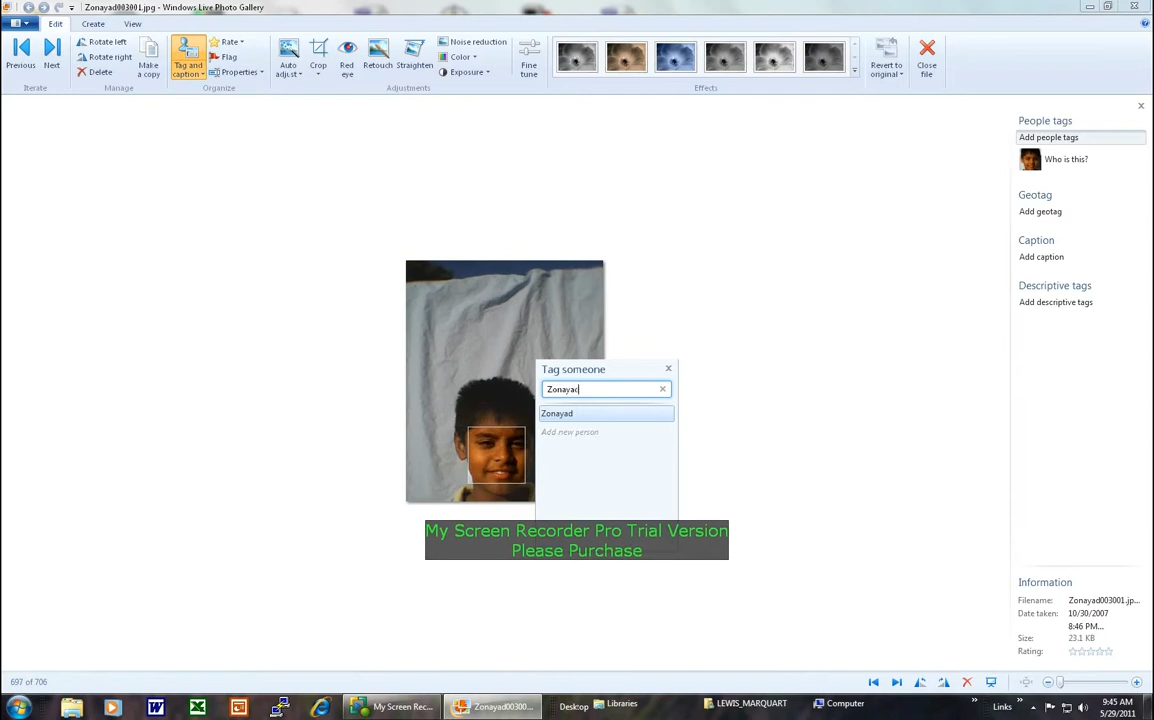 Zonayad003001.jpg - Windows Live Photo Gallery
Edit
Create
View
Previous
Next
Rotate left
Rotate right
Delete
Make a copy
Tag and caption
Rate
Flag
Properties
Auto adjust
Crop
Red eye
Retouch
Straighten
Noise reduction
Color
Exposure
Fine tune
Revert to original
Close file
Iterate
Manage
Organize
Adjustments
Effects
People tags
Add people tags
Who is this?
Geotag
Add geotag
Caption
Add caption
Descriptive tags
Add descriptive tags
Tag someone
Zonayad
Zonayad
Add new person
My Screen Recorder Pro Trial Version
Please Purchase
Information
Filename: Zonayad003001.jp...
Date taken: 10/30/2007
8:46 PM...
Size: 23.1 KB
Rating:
697 of 706
My Screen Rec...
Zonayad00300...
Desktop
Libraries
LEWIS_MARQUART
Computer
Links
9:45 AM
5/29/2011